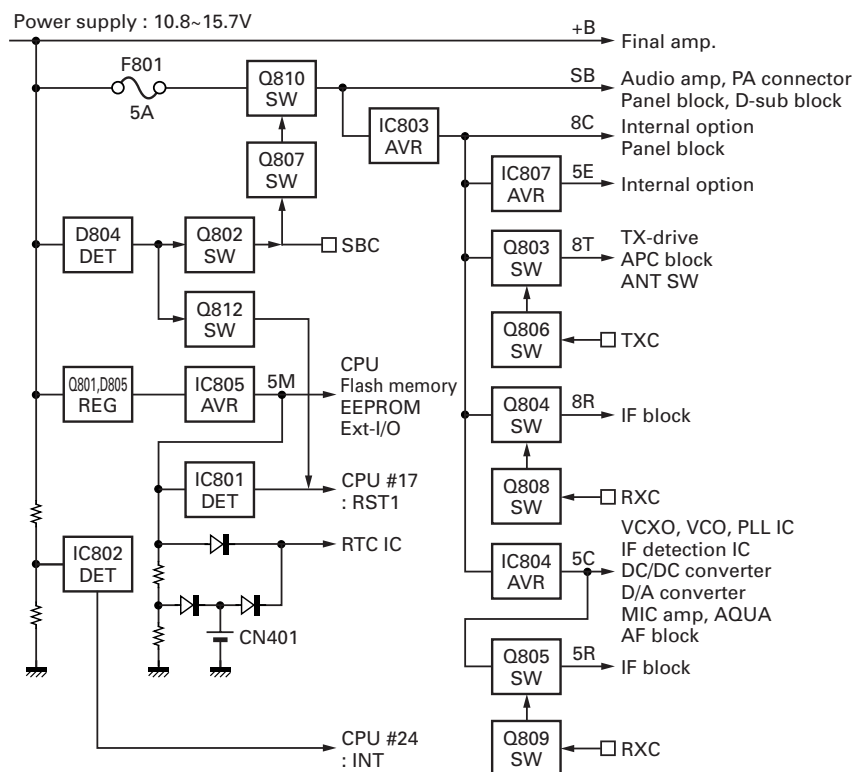 Power supply : 10.8~15.7V
+B
Final amp.
F801
5A
Q810
SW
SB
Audio amp, PA connector
Panel block, D-sub block
IC803
AVR
8C
Internal option
Panel block
Q807
SW
IC807
AVR
5E
Internal option
D804
DET
Q802
SW
SBC
Q803
SW
8T
TX-drive
APC block
ANT SW
Q812
SW
Q806
SW
TXC
Q801,D805
REG
IC805
AVR
5M
CPU
Flash memory
EEPROM
Ext-I/O
Q804
SW
8R
IF block
IC801
DET
CPU #17
: RST1
Q808
SW
RXC
IC802
DET
RTC IC
IC804
AVR
5C
VCXO, VCO, PLL IC
IF detection IC
DC/DC converter
D/A converter
MIC amp, AQUA
AF block
CN401
Q805
SW
5R
IF block
CPU #24
: INT
Q809
SW
RXC